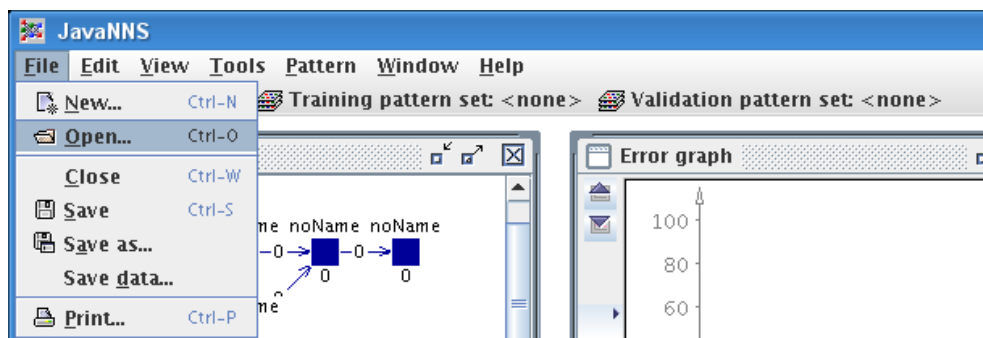 JavaNNS
File Edit View Tools Pattern Window Help
New... Ctrl-N
Training pattern set: <none> Validation pattern set: <none>
Open... Ctrl-O
Close Ctrl-W
Save Ctrl-S
Save as...
Save data...
Print... Ctrl-P
me noName noName
0 0
0 0
me
Error graph
100
80
60